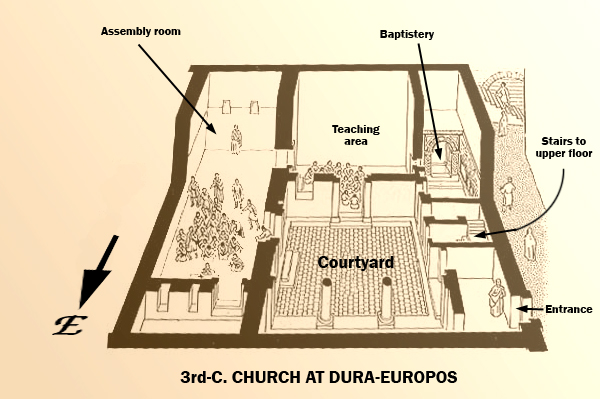 Assembly room
Baptistery
Teaching
area
Stairs to
upper floor
Courtyard
Entrance
E
3rd-C. CHURCH AT DURA-EUROPOS